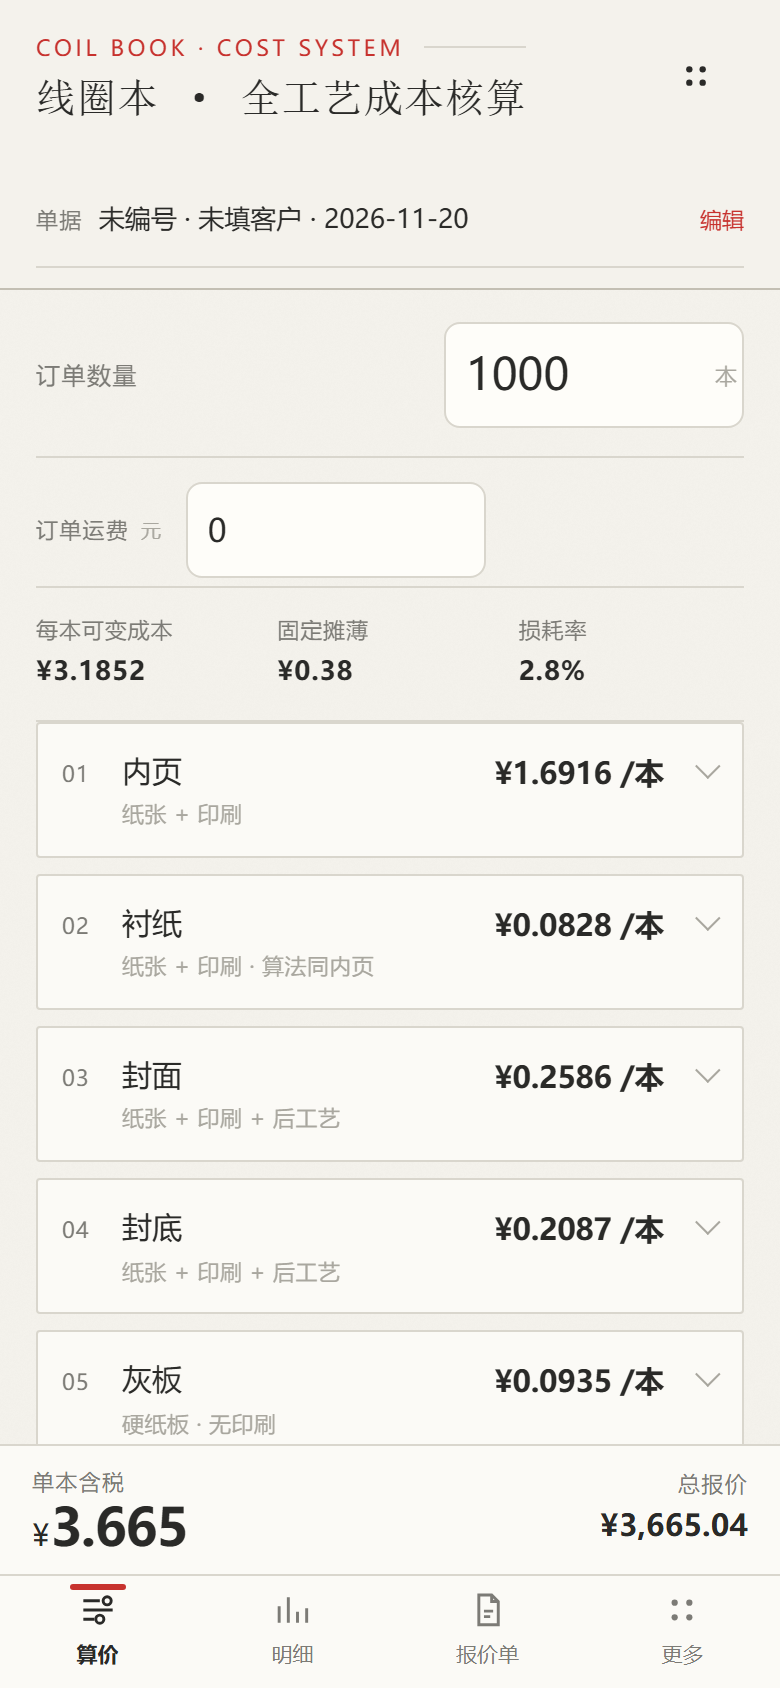 COIL BOOK · COST SYSTEM
线圈本 • 全工艺成本核算
单据 未编号 · 未填客户 · 2026-11-20 编辑
订单数量 1000 本
订单运费 元 0
每本可变成本 固定摊薄 损耗率
¥3.1852 ¥0.38 2.8%
01 内页 ¥1.6916 /本
纸张 + 印刷
02 衬纸 ¥0.0828 /本
纸张 + 印刷 · 算法同内页
03 封面 ¥0.2586 /本
纸张 + 印刷 + 后工艺
04 封底 ¥0.2087 /本
纸张 + 印刷 + 后工艺
05 灰板 ¥0.0935 /本
硬纸板 · 无印刷
单本含税 总报价
¥3.665 ¥3,665.04
算价 明细 报价单 更多